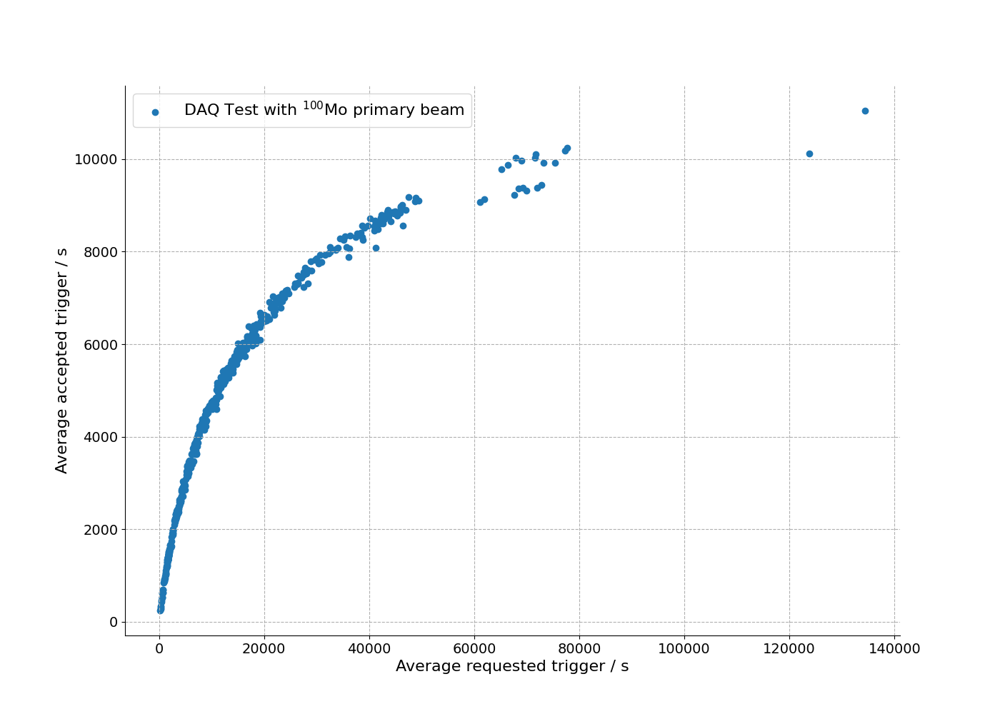 DAQ Test with ¹⁰⁰Mo primary beam
Average accepted trigger / s
10000
8000
6000
4000
2000
0
0 20000 40000 60000 80000 100000 120000 140000
Average requested trigger / s